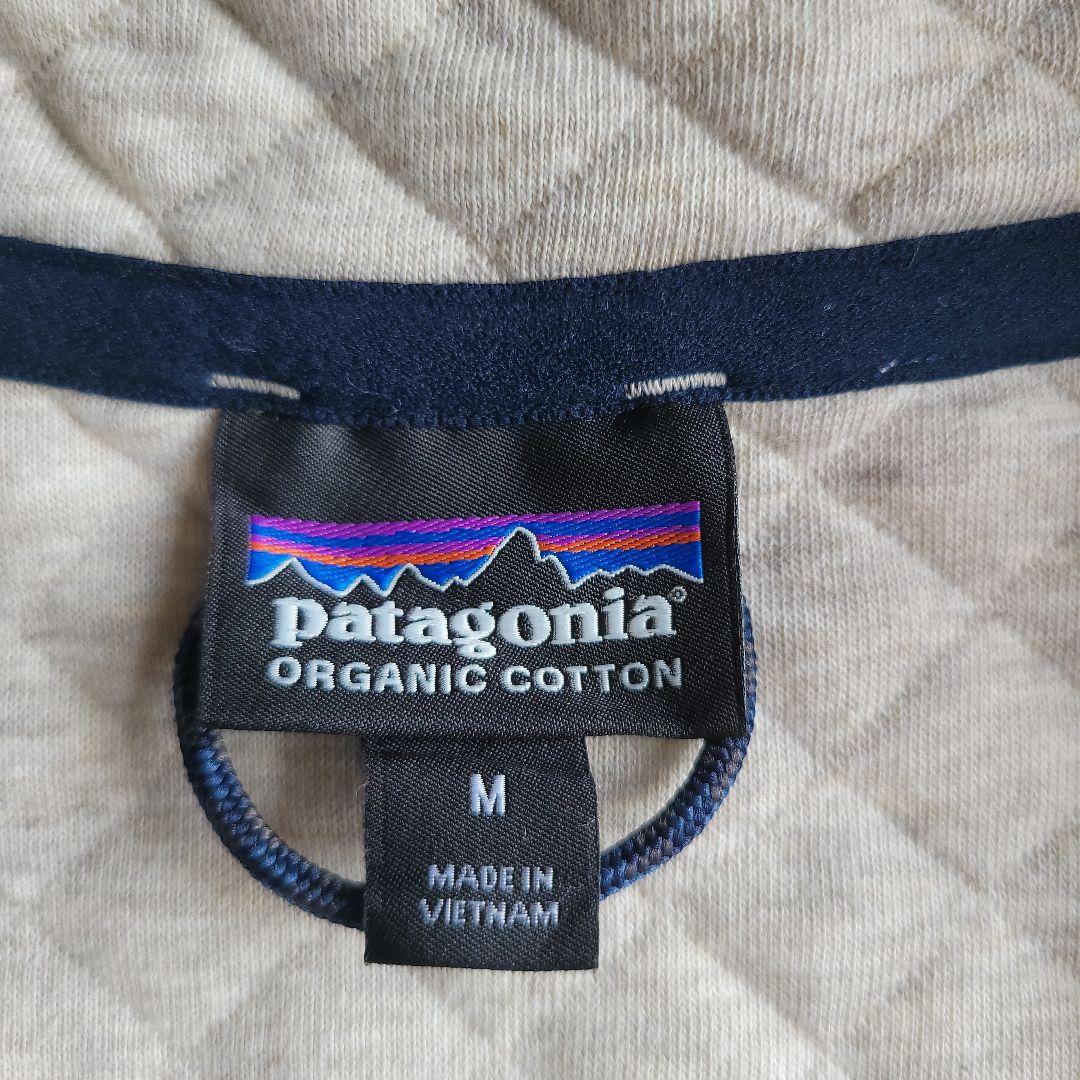 patagonia®
ORGANIC COTTON
M
MADE IN
VIETNAM